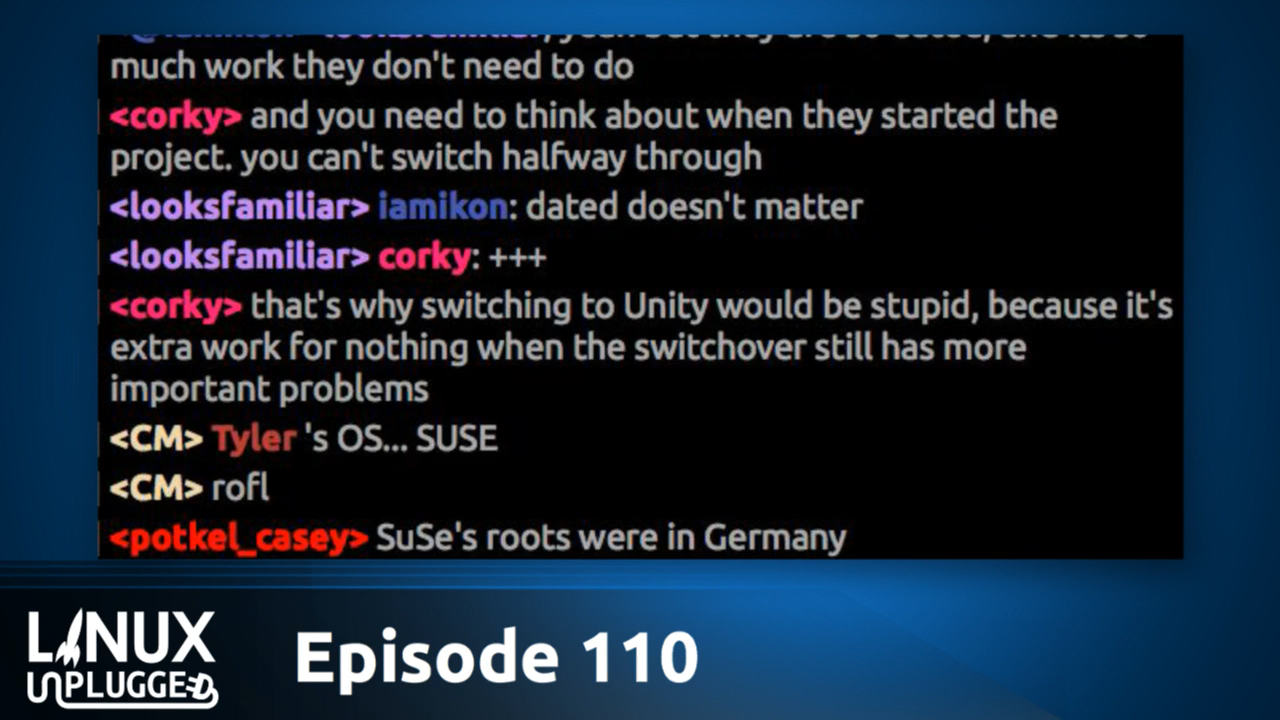 much work they don't need to do
<corky> and you need to think about when they started the
project. you can't switch halfway through
<looksfamiliar> iamikon: dated doesn't matter
<looksfamiliar> corky: +++
<corky> that's why switching to Unity would be stupid, because it's
extra work for nothing when the switchover still has more
important problems
<CM> Tyler 's OS... SUSE
<CM> rofl
<potkel_casey> SuSe's roots were in Germany
LINUX
UNPLUGGED
Episode 110